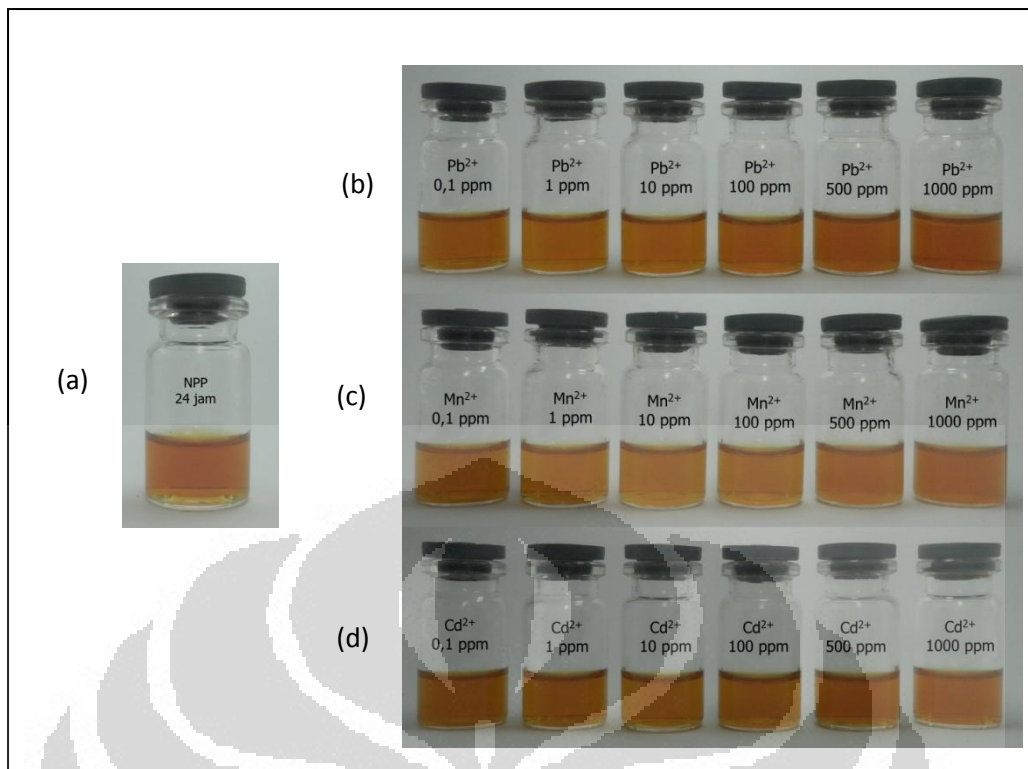 (a)
NPP
24 jam
(b)
Pb²⁺
0,1 ppm
Pb²⁺
1 ppm
Pb²⁺
10 ppm
Pb²⁺
100 ppm
Pb²⁺
500 ppm
Pb²⁺
1000 ppm
(c)
Mn²⁺
0,1 ppm
Mn²⁺
1 ppm
Mn²⁺
10 ppm
Mn²⁺
100 ppm
Mn²⁺
500 ppm
Mn²⁺
1000 ppm
(d)
Cd²⁺
0,1 ppm
Cd²⁺
1 ppm
Cd²⁺
10 ppm
Cd²⁺
100 ppm
Cd²⁺
500 ppm
Cd²⁺
1000 ppm